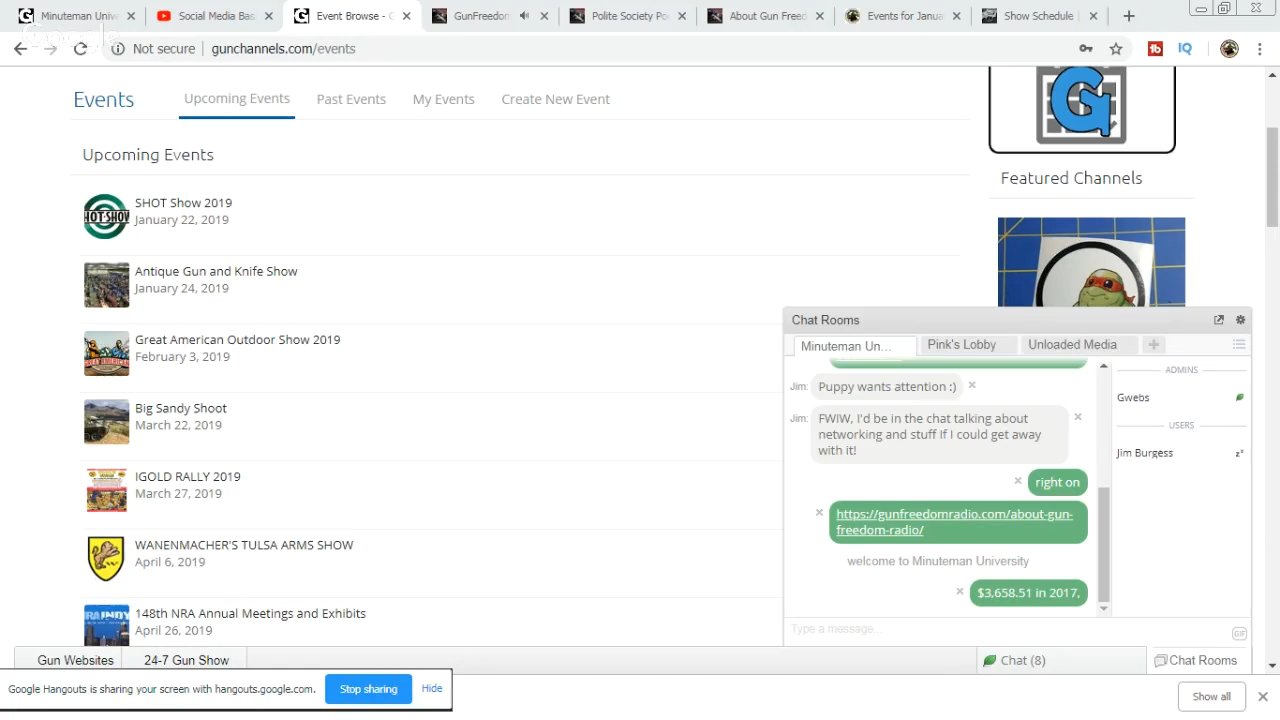 Minuteman Unive
Social Media Bas
Event Browse - G
GunFreedom
Polite Society Po
About Gun Freed
Events for Janua
Show Schedule
Google
Not secure
gunchannels.com/events
Events
Upcoming Events
Past Events
My Events
Create New Event
Upcoming Events
SHOT Show 2019
January 22, 2019
Antique Gun and Knife Show
January 24, 2019
Great American Outdoor Show 2019
February 3, 2019
Big Sandy Shoot
March 22, 2019
IGOLD RALLY 2019
March 27, 2019
WANENMACHER'S TULSA ARMS SHOW
April 6, 2019
148th NRA Annual Meetings and Exhibits
April 26, 2019
Featured Channels
Chat Rooms
Minuteman Un...
Pink's Lobby
Unloaded Media
Jim: Puppy wants attention :)
Jim: FWIW, I'd be in the chat talking about
networking and stuff If I could get away
with it!
right on
https://gunfreedomradio.com/about-gun-
freedom-radio/
welcome to Minuteman University
$3,658.51 in 2017,
ADMINS
Gwebs
USERS
Jim Burgess
Type a message...
GIF
Gun Websites
24-7 Gun Show
Chat (8)
Chat Rooms
Google Hangouts is sharing your screen with hangouts.google.com.
Stop sharing
Hide
Show all